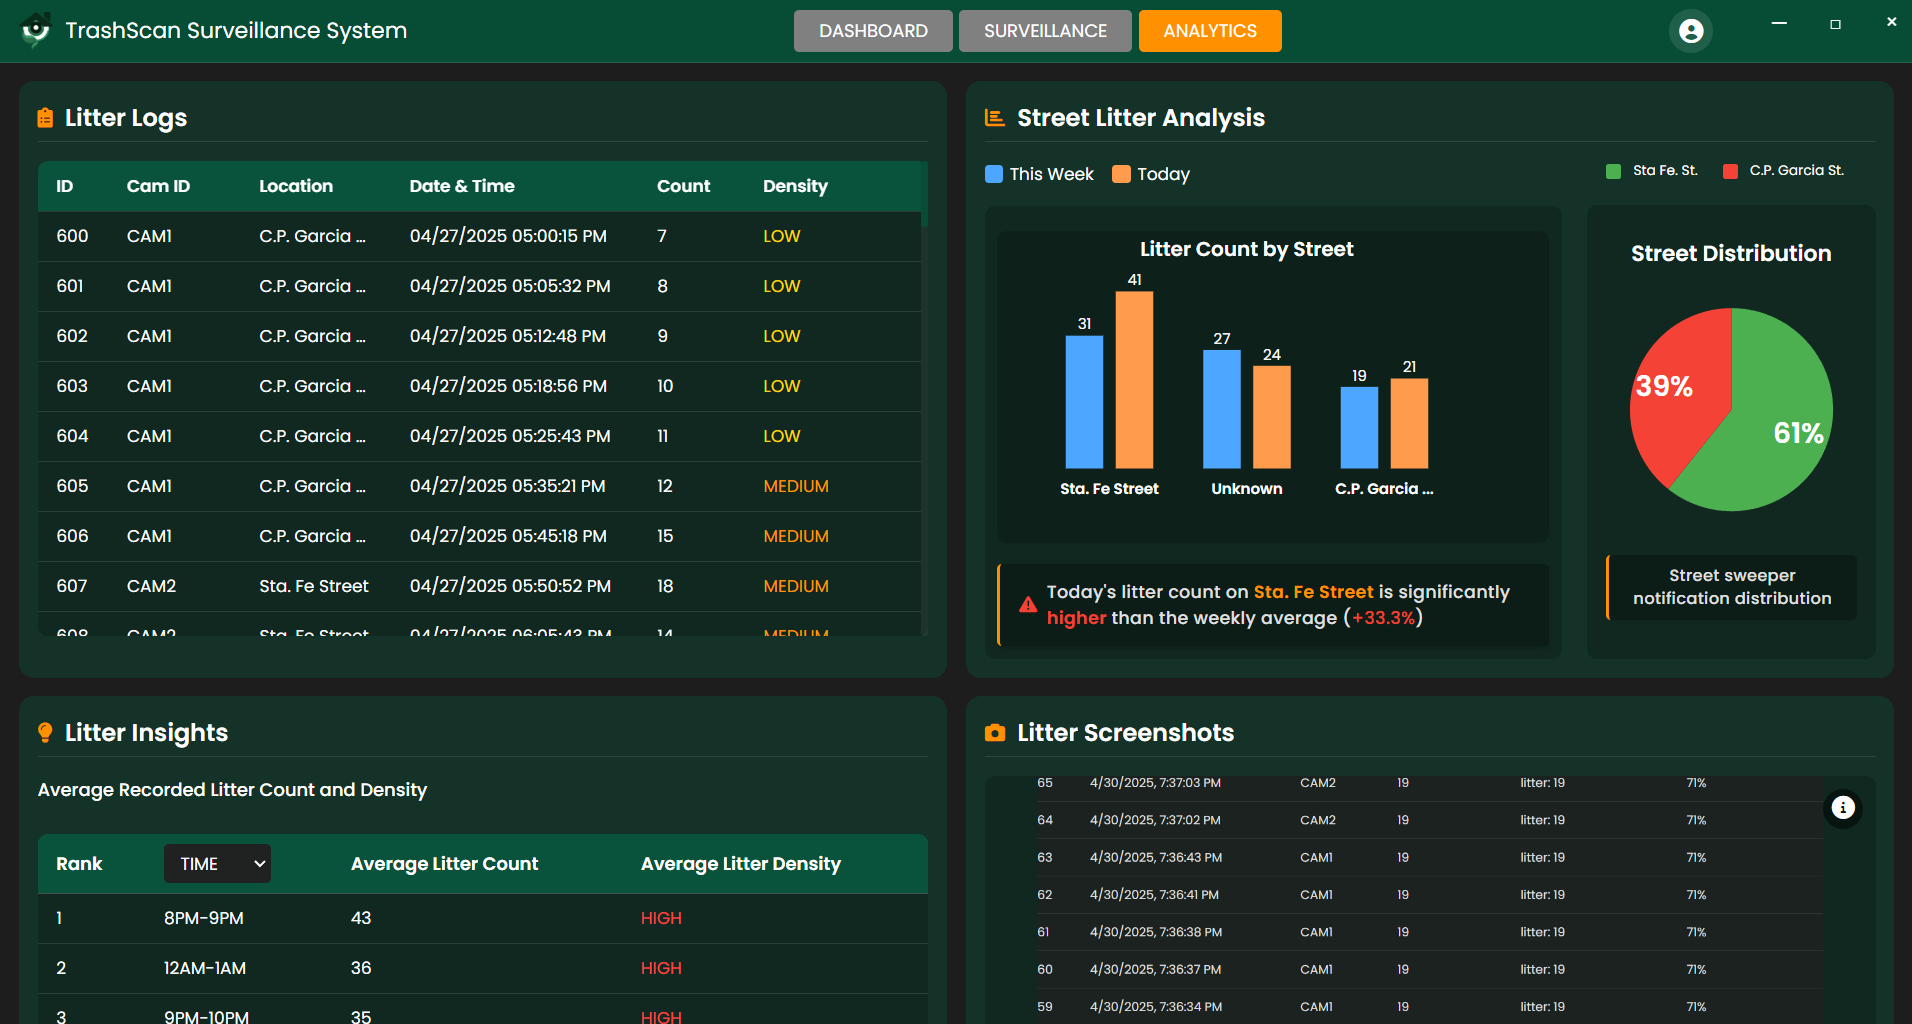 TrashScan Surveillance System
DASHBOARD
SURVEILLANCE
ANALYTICS
Litter Logs
ID Cam ID Location Date & Time Count Density
600 CAM1 C.P. Garcia ... 04/27/2025 05:00:15 PM 7 LOW
601 CAM1 C.P. Garcia ... 04/27/2025 05:05:32 PM 8 LOW
602 CAM1 C.P. Garcia ... 04/27/2025 05:12:48 PM 9 LOW
603 CAM1 C.P. Garcia ... 04/27/2025 05:18:56 PM 10 LOW
604 CAM1 C.P. Garcia ... 04/27/2025 05:25:43 PM 11 LOW
605 CAM1 C.P. Garcia ... 04/27/2025 05:35:21 PM 12 MEDIUM
606 CAM1 C.P. Garcia ... 04/27/2025 05:45:18 PM 15 MEDIUM
607 CAM2 Sta. Fe Street 04/27/2025 05:50:52 PM 18 MEDIUM
608 CAM2 Sta. Fe Street 04/27/2025 06:05:43 PM 14 MEDIUM
Street Litter Analysis
This Week Today
Sta Fe. St. C.P. Garcia St.
Litter Count by Street
31 41 27 24 19 21
Sta. Fe Street Unknown C.P. Garcia ...
Today's litter count on Sta. Fe Street is significantly
higher than the weekly average (+33.3%)
Street Distribution
39%
61%
Street sweeper
notification distribution
Litter Insights
Average Recorded Litter Count and Density
Rank TIME Average Litter Count Average Litter Density
1 8PM-9PM 43 HIGH
2 12AM-1AM 36 HIGH
3 9PM-10PM 35 HIGH
Litter Screenshots
65 4/30/2025, 7:37:03 PM CAM2 19 litter: 19 71%
64 4/30/2025, 7:37:02 PM CAM2 19 litter: 19 71%
63 4/30/2025, 7:36:43 PM CAM1 19 litter: 19 71%
62 4/30/2025, 7:36:41 PM CAM1 19 litter: 19 71%
61 4/30/2025, 7:36:38 PM CAM1 19 litter: 19 71%
60 4/30/2025, 7:36:37 PM CAM1 19 litter: 19 71%
59 4/30/2025, 7:36:34 PM CAM1 19 litter: 19 71%